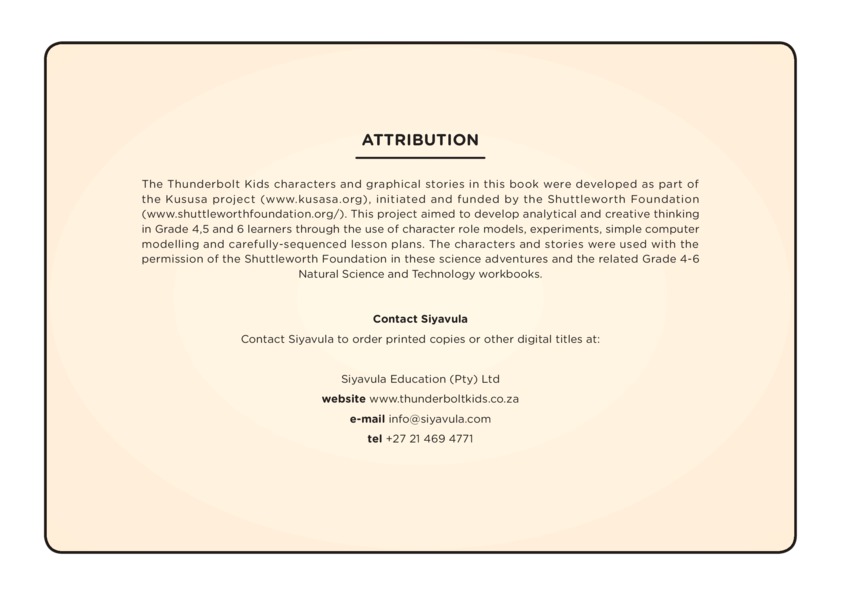 ATTRIBUTION
The Thunderbolt Kids characters and graphical stories in this book were developed as part of
the Kususa project (www.kusasa.org), initiated and funded by the Shuttleworth Foundation
(www.shuttleworthfoundation.org/). This project aimed to develop analytical and creative thinking
in Grade 4,5 and 6 learners through the use of character role models, experiments, simple computer
modelling and carefully-sequenced lesson plans. The characters and stories were used with the
permission of the Shuttleworth Foundation in these science adventures and the related Grade 4-6
Natural Science and Technology workbooks.
Contact Siyavula
Contact Siyavula to order printed copies or other digital titles at:
Siyavula Education (Pty) Ltd
website www.thunderboltkids.co.za
e-mail info@siyavula.com
tel +27 21 469 4771